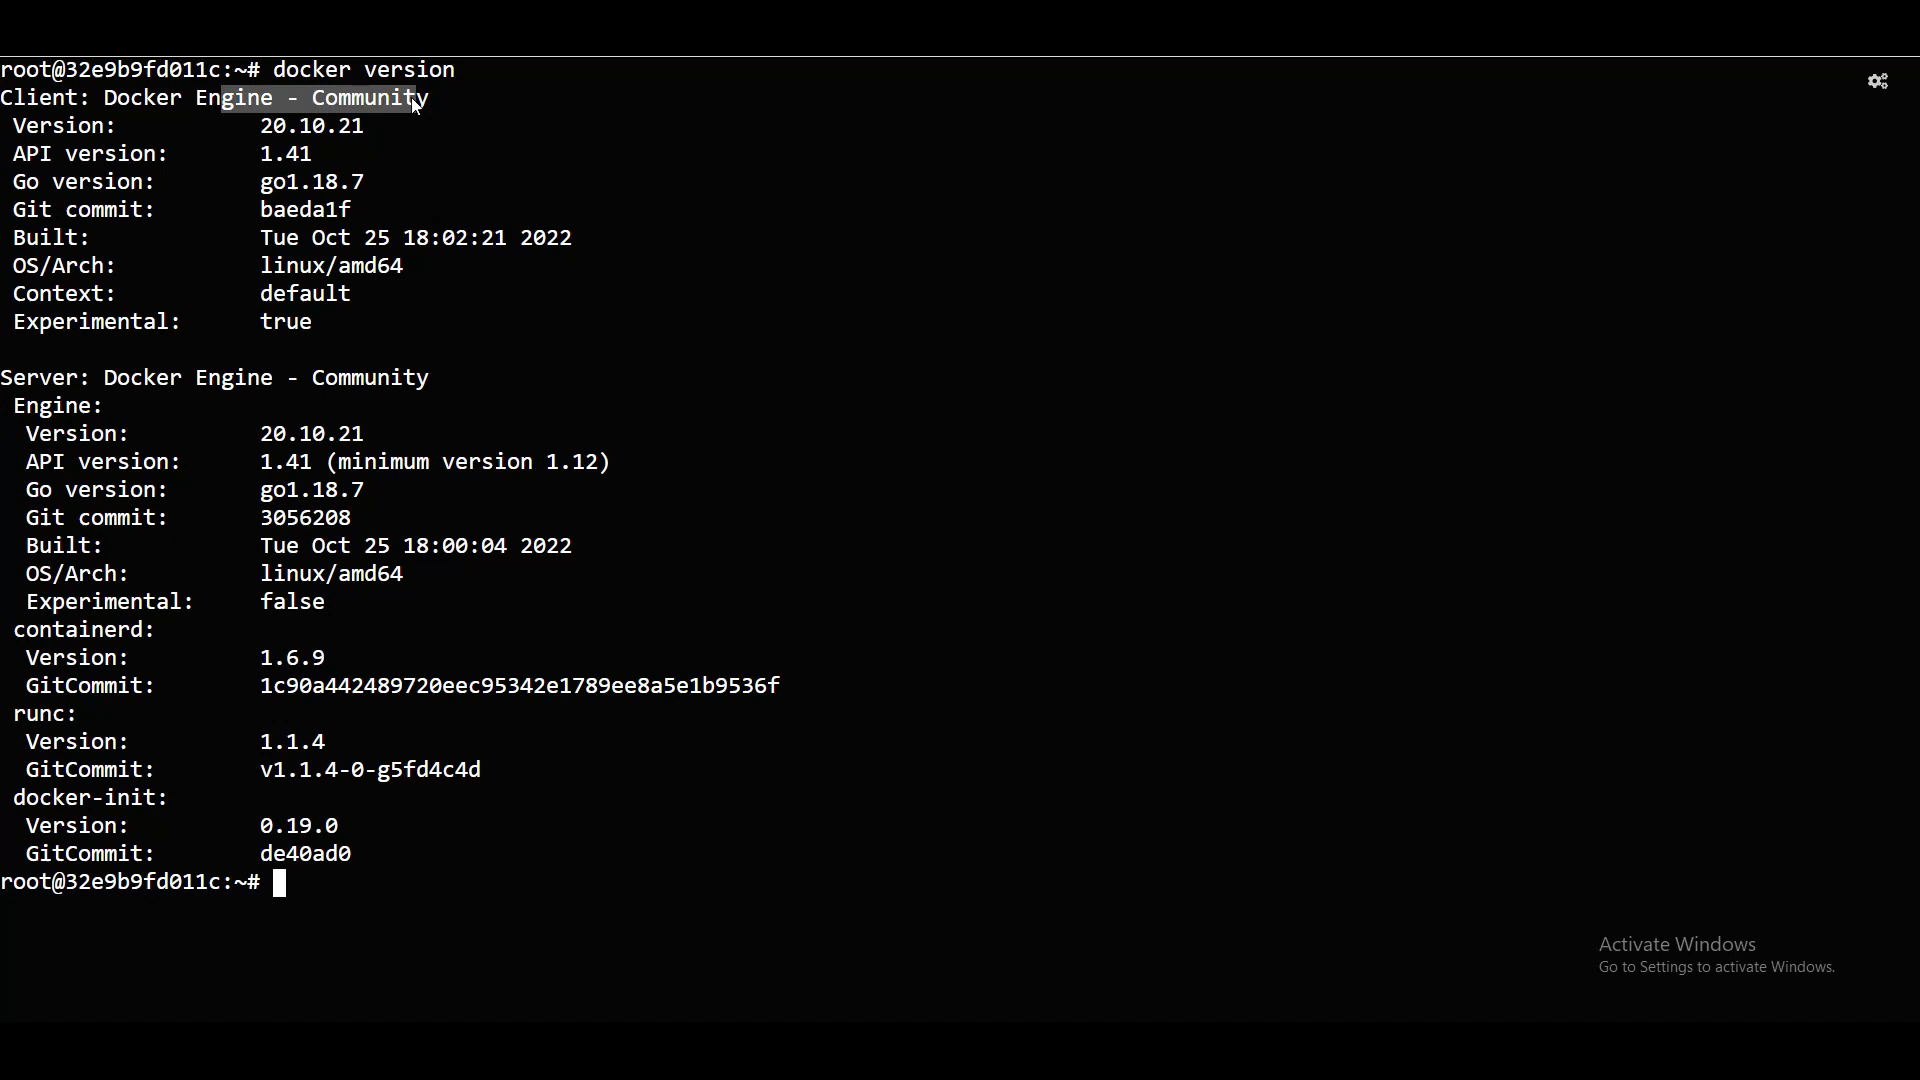 root@32e9b9fd011c:~# docker version
Client: Docker Engine - Community
 Version:           20.10.21
 API version:       1.41
 Go version:        go1.18.7
 Git commit:        baeda1f
 Built:             Tue Oct 25 18:02:21 2022
 OS/Arch:           linux/amd64
 Context:           default
 Experimental:      true

Server: Docker Engine - Community
 Engine:
  Version:          20.10.21
  API version:      1.41 (minimum version 1.12)
  Go version:       go1.18.7
  Git commit:       3056208
  Built:            Tue Oct 25 18:00:04 2022
  OS/Arch:          linux/amd64
  Experimental:     false
 containerd:
  Version:          1.6.9
  GitCommit:        1c90a442489720eec95342e1789ee8a5e1b9536f
 runc:
  Version:          1.1.4
  GitCommit:        v1.1.4-0-g5fd4c4d
 docker-init:
  Version:          0.19.0
  GitCommit:        de40ad0
root@32e9b9fd011c:~#
Activate Windows
Go to Settings to activate Windows.